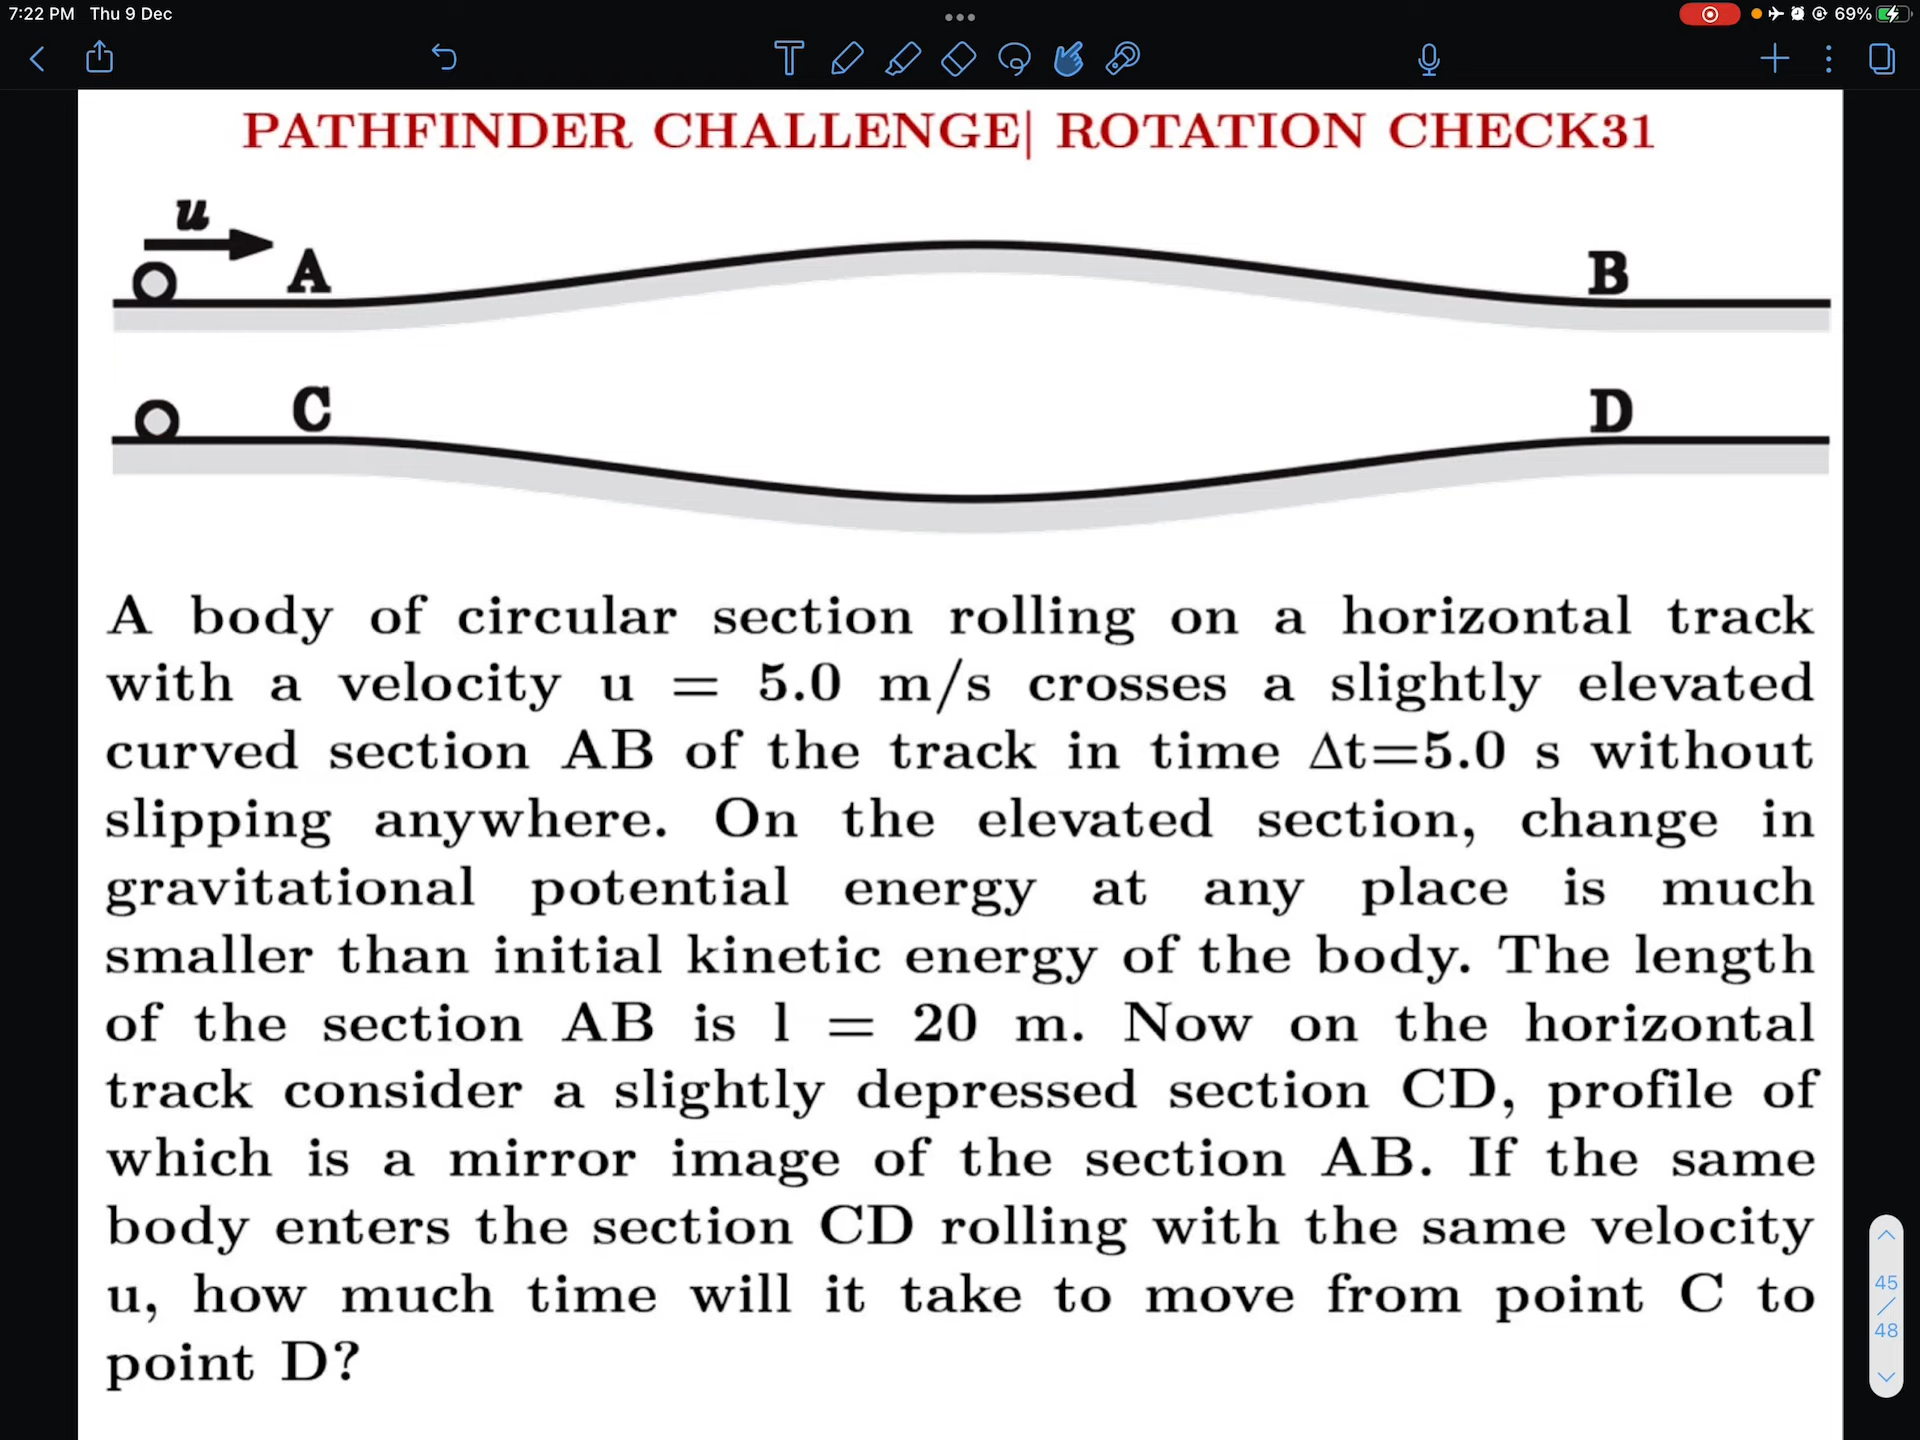 7:22 PM Thu 9 Dec
69%
PATHFINDER CHALLENGE| ROTATION CHECK31
u
A
B
C
D
A body of circular section rolling on a horizontal track
with a velocity u = 5.0 m/s crosses a slightly elevated
curved section AB of the track in time Δt=5.0 s without
slipping anywhere. On the elevated section, change in
gravitational potential energy at any place is much
smaller than initial kinetic energy of the body. The length
of the section AB is l = 20 m. Now on the horizontal
track consider a slightly depressed section CD, profile of
which is a mirror image of the section AB. If the same
body enters the section CD rolling with the same velocity
u, how much time will it take to move from point C to
point D?
45
/
48